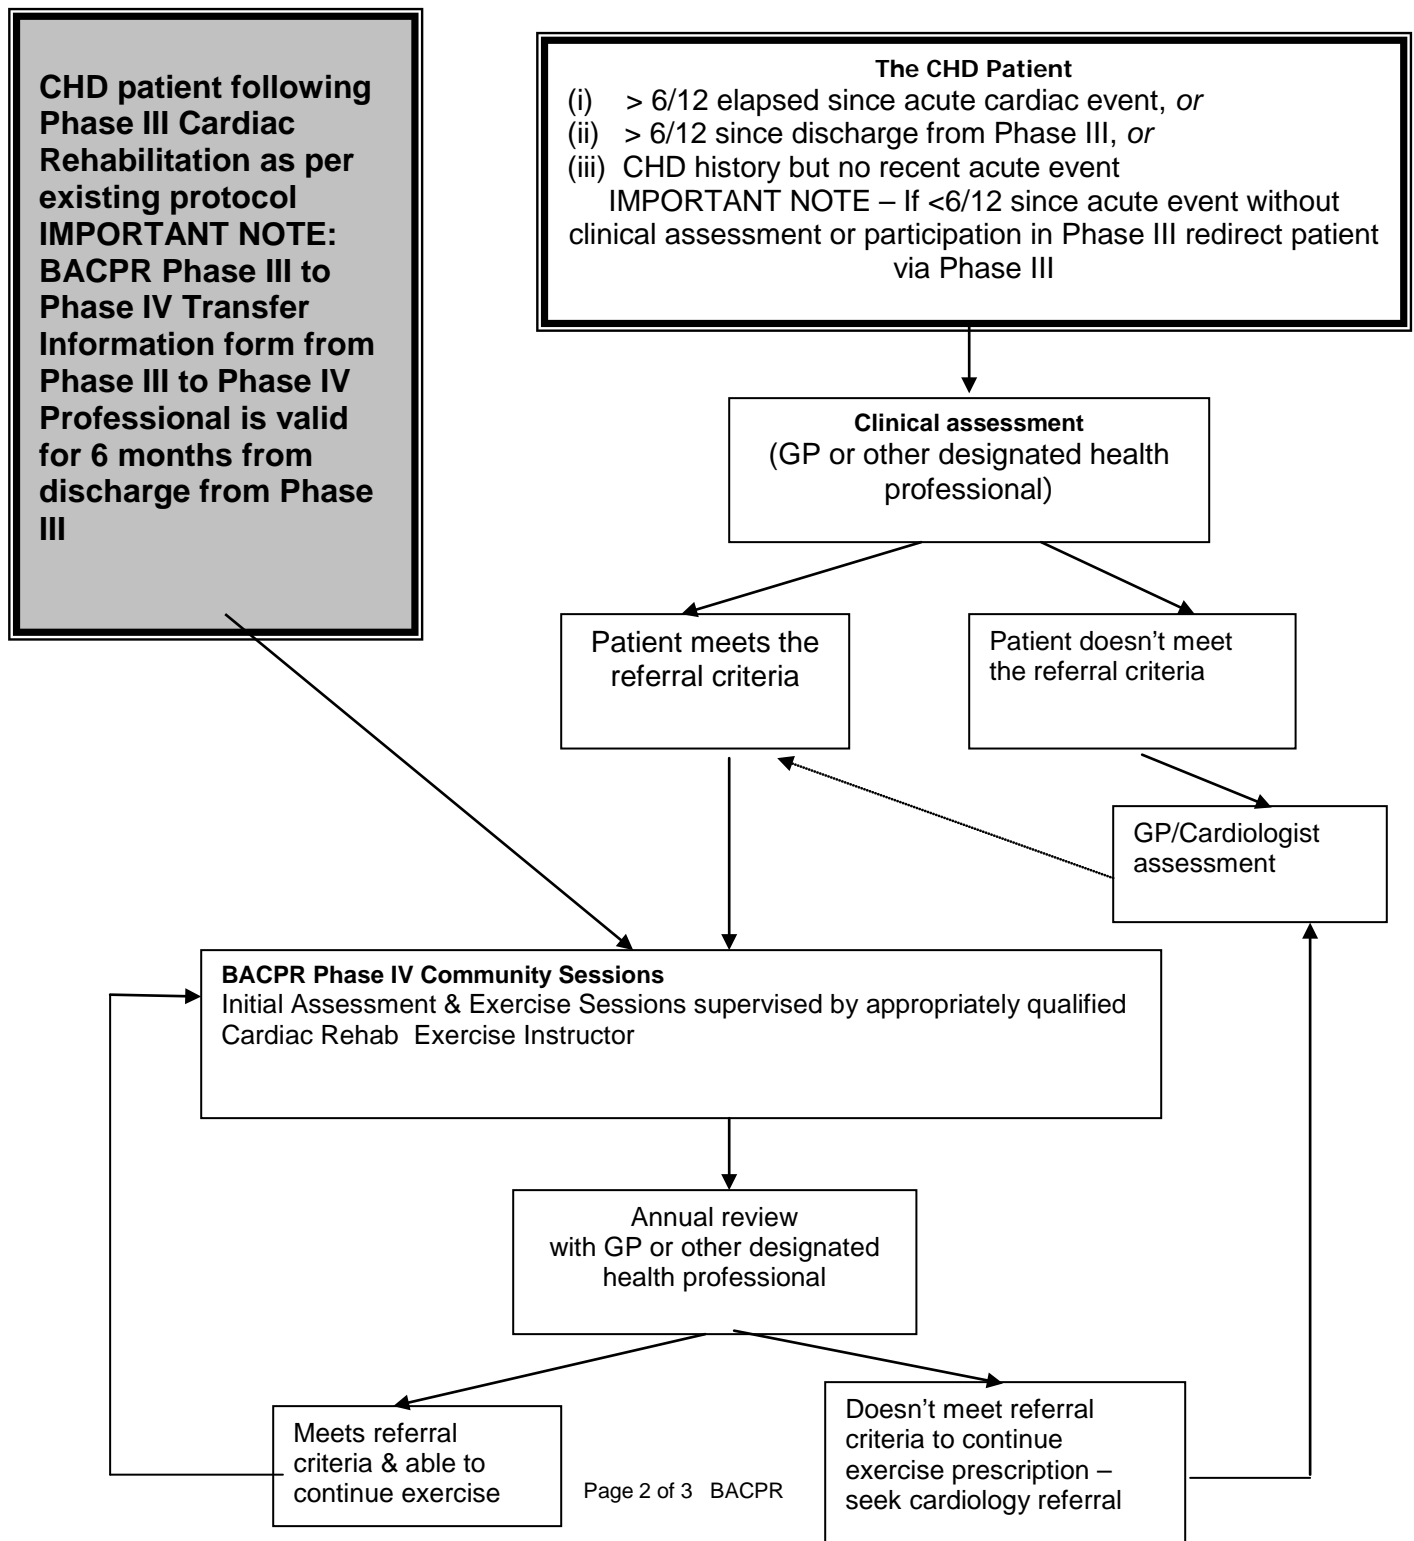 CHD patient following
Phase III Cardiac
Rehabilitation as per
existing protocol
IMPORTANT NOTE:
BACPR Phase III to
Phase IV Transfer
Information form from
Phase III to Phase IV
Professional is valid
for 6 months from
discharge from Phase
III
The CHD Patient
(i) > 6/12 elapsed since acute cardiac event, or
(ii) > 6/12 since discharge from Phase III, or
(iii) CHD history but no recent acute event
IMPORTANT NOTE – If <6/12 since acute event without
clinical assessment or participation in Phase III redirect patient
via Phase III
Clinical assessment
(GP or other designated health
professional)
Patient meets the
referral criteria
Patient doesn’t meet
the referral criteria
GP/Cardiologist
assessment
BACPR Phase IV Community Sessions
Initial Assessment & Exercise Sessions supervised by appropriately qualified
Cardiac Rehab Exercise Instructor
Annual review
with GP or other designated
health professional
Meets referral
criteria & able to
continue exercise
Doesn’t meet referral
criteria to continue
exercise prescription –
seek cardiology referral
Page 2 of 3 BACPR